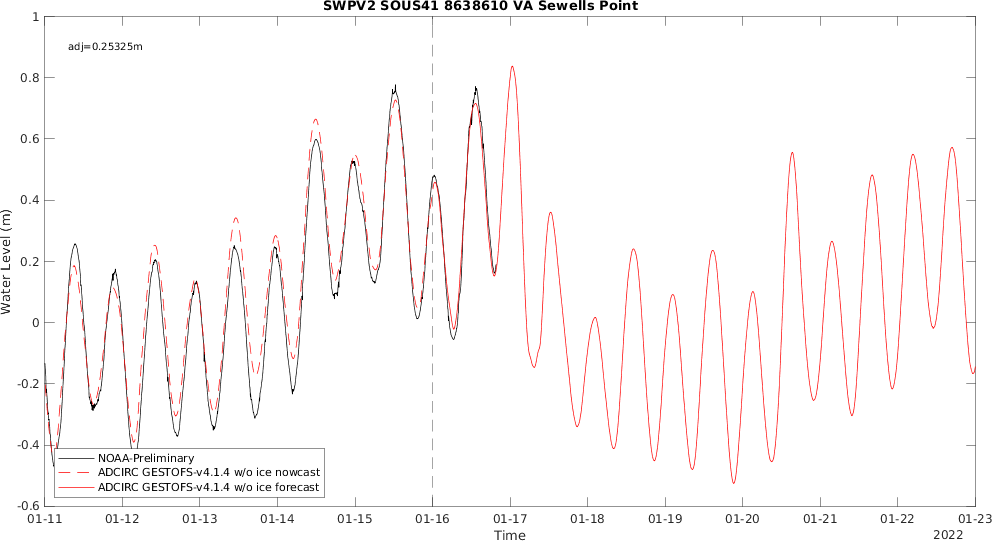 SWPV2 SOUS41 8638610 VA Sewells Point
adj=0.25325m
Water Level (m)
1
0.8
0.6
0.4
0.2
0
-0.2
-0.4
-0.6
NOAA-Preliminary
ADCIRC GESTOFS-v4.1.4 w/o ice nowcast
ADCIRC GESTOFS-v4.1.4 w/o ice forecast
01-11 01-12 01-13 01-14 01-15 01-16 01-17 01-18 01-19 01-20 01-21 01-22 01-23
Time
2022